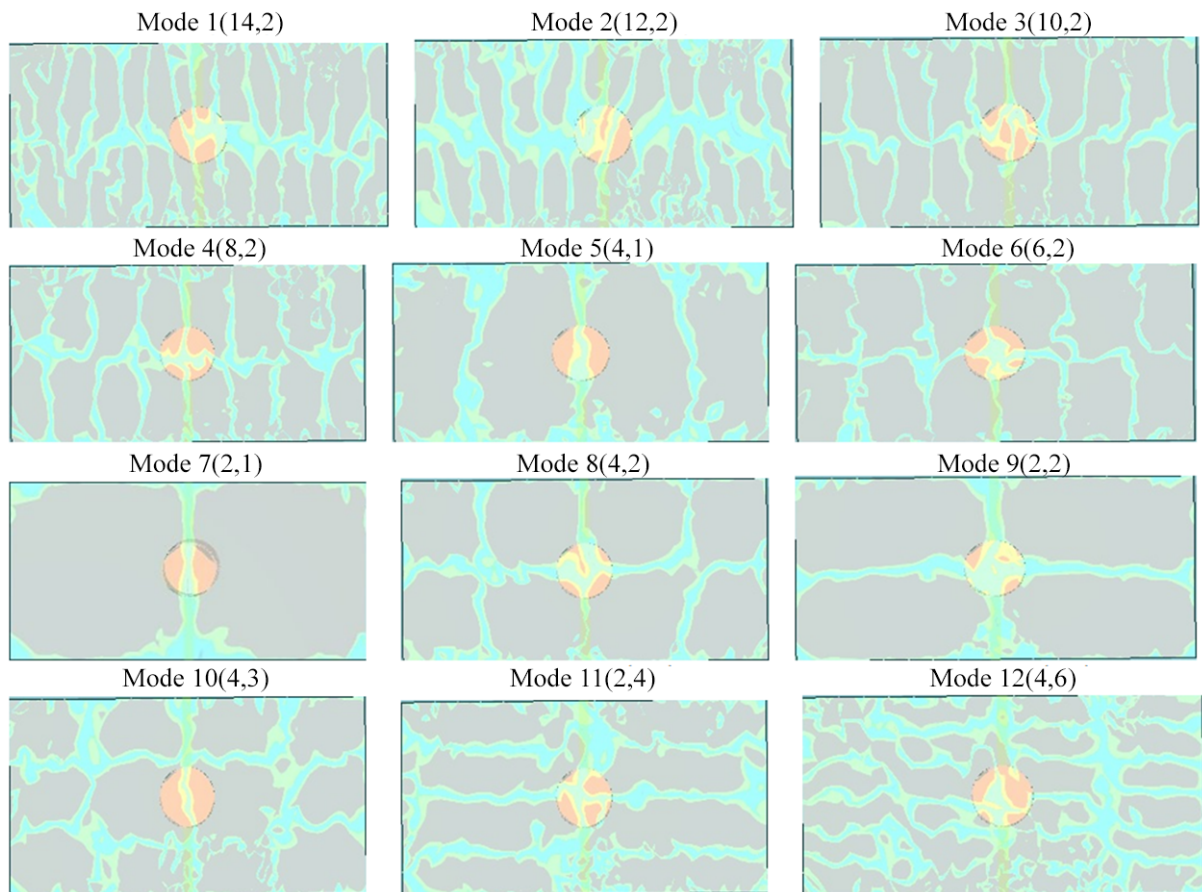 Mode 1(14,2)
Mode 2(12,2)
Mode 3(10,2)
Mode 4(8,2)
Mode 5(4,1)
Mode 6(6,2)
Mode 7(2,1)
Mode 8(4,2)
Mode 9(2,2)
Mode 10(4,3)
Mode 11(2,4)
Mode 12(4,6)